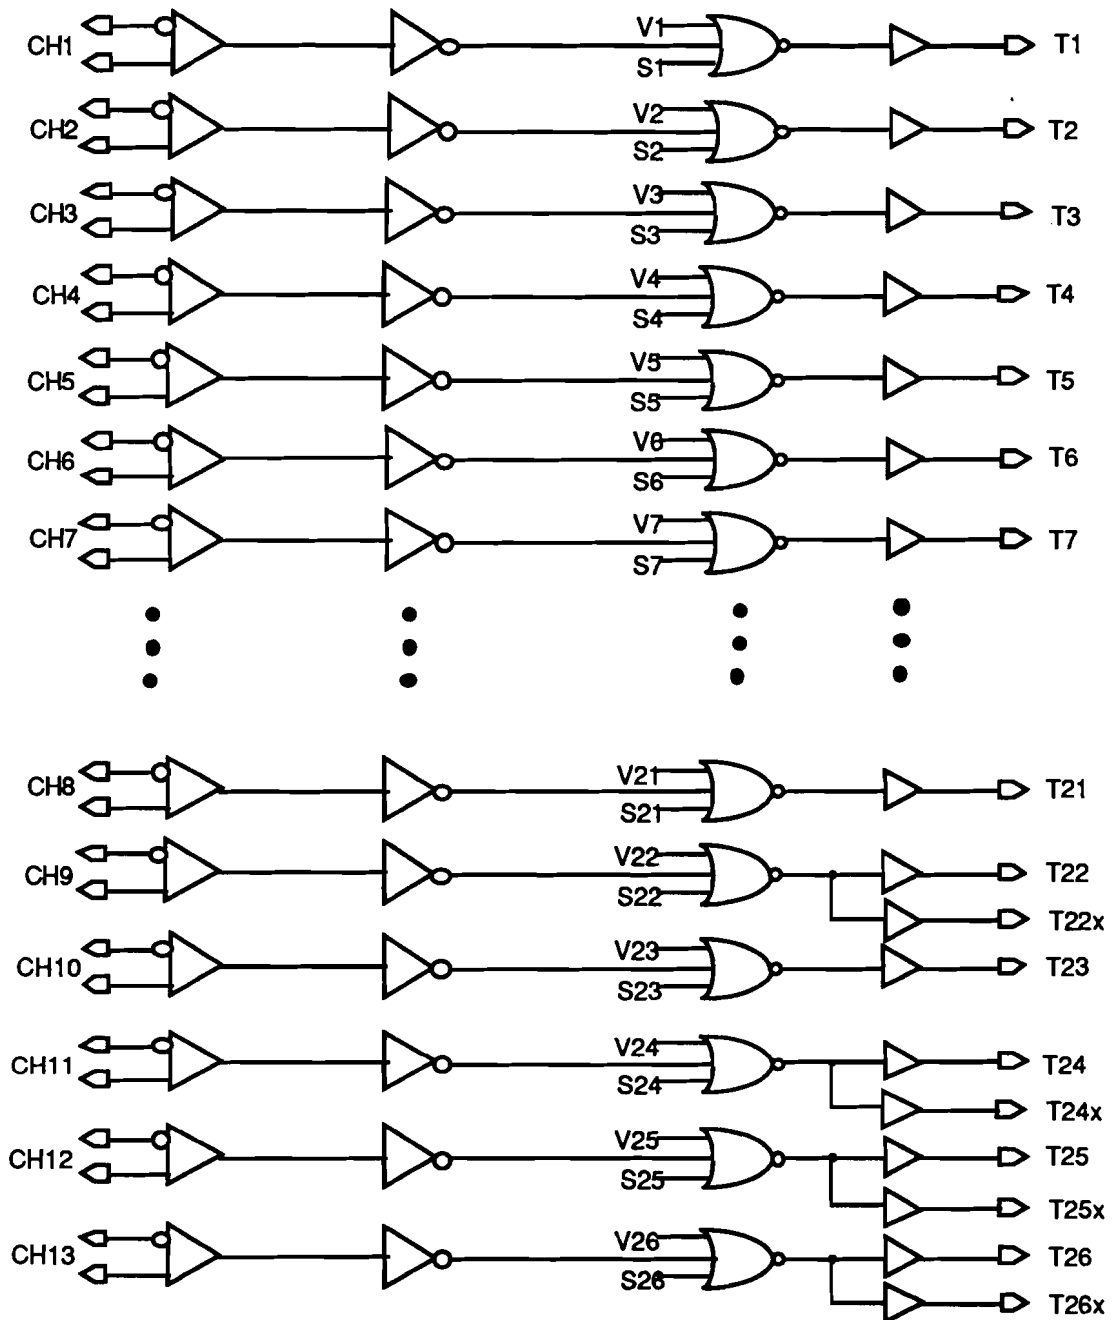 CH1 V1 S1 T1
CH2 V2 S2 T2
CH3 V3 S3 T3
CH4 V4 S4 T4
CH5 V5 S5 T5
CH6 V6 S6 T6
CH7 V7 S7 T7
CH8 V21 S21 T21
CH9 V22 S22 T22
T22x
CH10 V23 S23 T23
CH11 V24 S24 T24
T24x
CH12 V25 S25 T25
T25x
CH13 V26 S26 T26
T26x